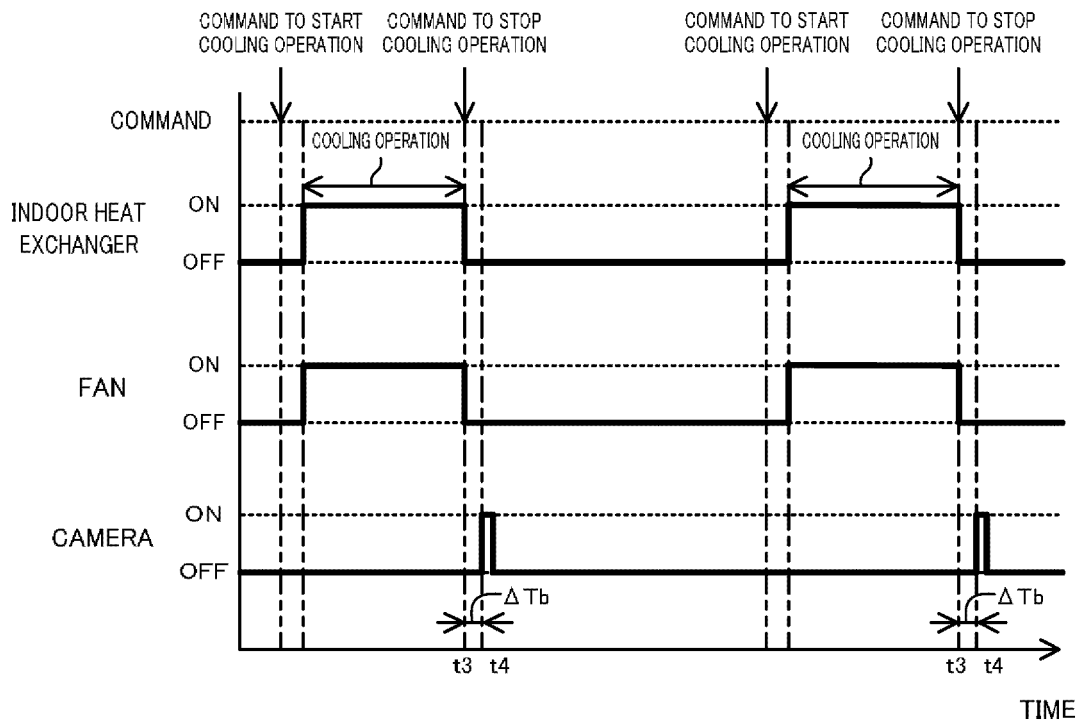 COMMAND TO START
COOLING OPERATION
COMMAND TO STOP
COOLING OPERATION
COMMAND TO START
COOLING OPERATION
COMMAND TO STOP
COOLING OPERATION
COMMAND
COOLING OPERATION
COOLING OPERATION
INDOOR HEAT
EXCHANGER
ON
OFF
FAN
ON
OFF
CAMERA
ON
OFF
ΔTb
ΔTb
t3 t4
t3 t4
TIME